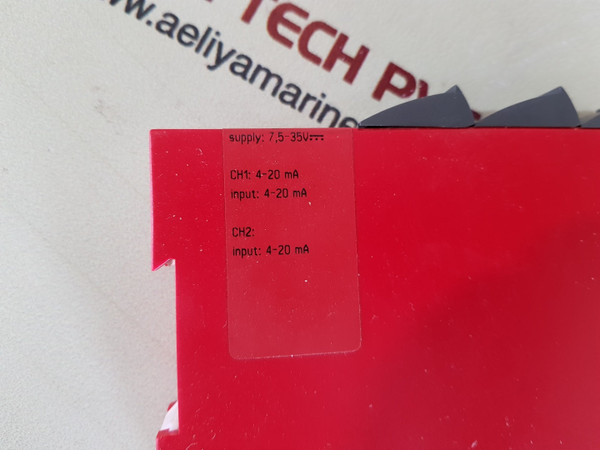 TECH PV
www.aeliyamarine
supply: 7,5-35V⎓
CH1: 4-20 mA
input: 4-20 mA
CH2:
input: 4-20 mA